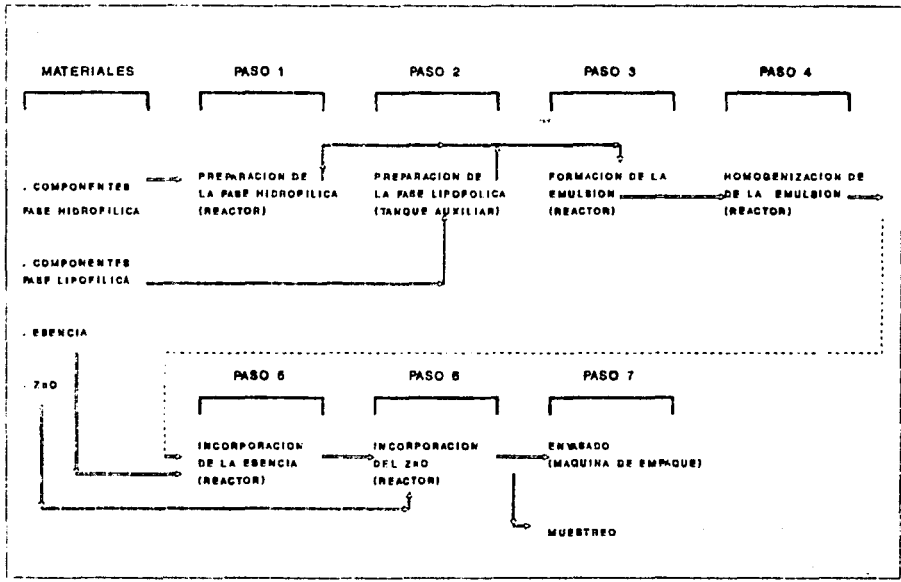 MATERIALES
PASO 1
PASO 2
PASO 3
PASO 4
. COMPONENTES
FASE HIDROFILICA
PREPARACION DE
LA FASE HIDROFILICA
(REACTOR)
PREPARACION DE
LA FASE LIPOFOLICA
(TANQUE AUXILIAR)
FORMACION DE LA
EMULSION
(REACTOR)
HOMOGENIZACION DE
DE LA EMULSION
(REACTOR)
. COMPONENTES
FASE LIPOFILICA
. ESENCIA
. ZnO
PASO 5
PASO 6
PASO 7
INCORPORACION
DE LA ESENCIA
(REACTOR)
INCORPORACION
DEL ZnO
(REACTOR)
ENVASADO
(MAQUINA DE EMPAQUE)
MUESTREO